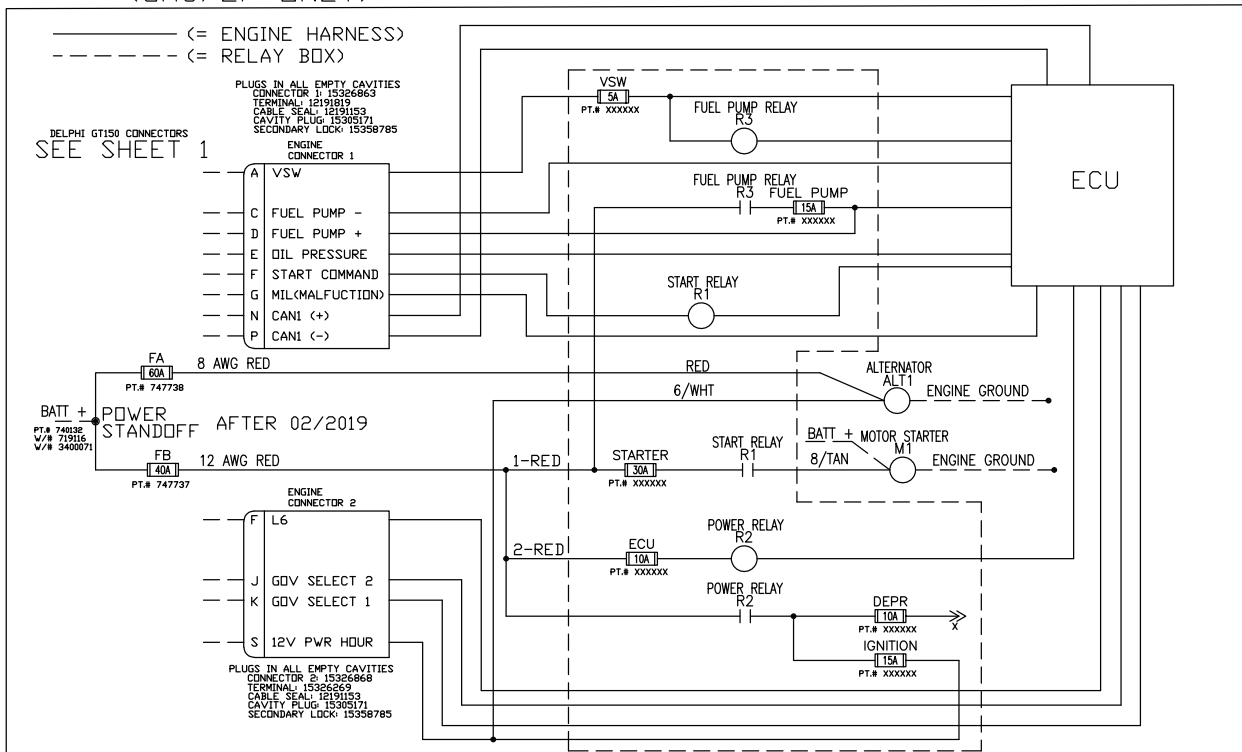 (= ENGINE HARNESS)
(= RELAY BOX)
PLUGS IN ALL EMPTY CAVITIES
CONNECTOR 1: 15326863
TERMINAL: 12191819
CABLE SEAL: 12191153
CAVITY PLUG: 15305171
SECONDARY LOCK: 15358785
DELPHI GT150 CONNECTORS
SEE SHEET 1
ENGINE
CONNECTOR 1
A VSW
C FUEL PUMP -
D FUEL PUMP +
E OIL PRESSURE
F START COMMAND
G MIL(MALFUCTION)
N CAN1 (+)
P CAN1 (-)
VSW
5A
PT.# XXXXXX
FUEL PUMP RELAY
R3
FUEL PUMP RELAY
R3
FUEL PUMP
15A
PT.# XXXXXX
START RELAY
R1
ECU
FA
60A
PT.# 747738
8 AWG RED
RED
6/WHT
ALTERNATOR
ALT1
ENGINE GROUND
BATT +
PT.# 740132
W/# 719116
W/# 3400071
POWER
STANDOFF
AFTER 02/2019
FB
40A
PT.# 747737
12 AWG RED
1-RED
STARTER
30A
PT.# XXXXXX
START RELAY
R1
BATT +
8/TAN
MOTOR STARTER
M1
ENGINE GROUND
ENGINE
CONNECTOR 2
F L6
J GOV SELECT 2
K GOV SELECT 1
S 12V PWR HOUR
PLUGS IN ALL EMPTY CAVITIES
CONNECTOR 2: 15326868
TERMINAL: 15326269
CABLE SEAL: 12191153
CAVITY PLUG: 15305171
SECONDARY LOCK: 15358785
2-RED
ECU
10A
PT.# XXXXXX
POWER RELAY
R2
POWER RELAY
R2
DEPR
10A
PT.# XXXXXX
X
IGNITION
15A
PT.# XXXXXX